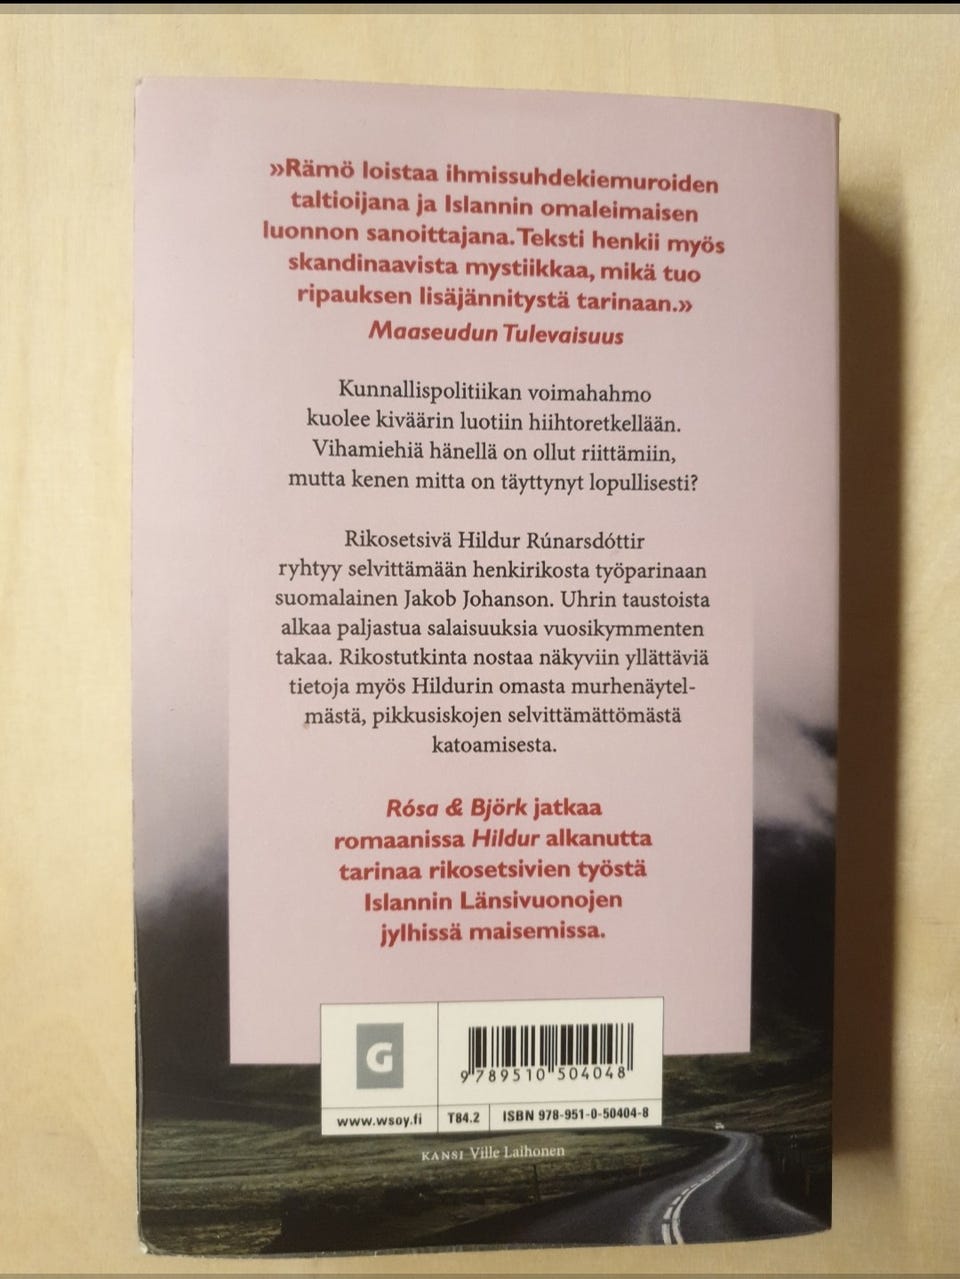 »Rämö loistaa ihmissuhdekiemuroiden
taltioijana ja Islannin omaleimaisen
luonnon sanoittajana. Teksti henkii myös
skandinaavista mystiikkaa, mikä tuo
ripauksen lisäjännitystä tarinaan.»
Maaseudun Tulevaisuus
Kunnallispolitiikan voimahahmo
kuolee kiväärin luotiin hiihtoretkellään.
Vihamiehiä hänellä on ollut riittämiin,
mutta kenen mitta on täyttynyt lopullisesti?
Rikosetsivä Hildur Rúnarsdóttir
ryhtyy selvittämään henkirikosta työparinaan
suomalainen Jakob Johanson. Uhrin taustoista
alkaa paljastua salaisuuksia vuosikymmenten
takaa. Rikostutkinta nostaa näkyviin yllättäviä
tietoja myös Hildurin omasta murhenäytel-
mästä, pikkusiskojen selvittämättömästä
katoamisesta.
Rósa & Björk jatkaa
romaanissa Hildur alkanutta
tarinaa rikosetsivien työstä
Islannin Länsivuonojen
jylhissä maisemissa.
G
9 789510 504048
www.wsoy.fi T84.2 ISBN 978-951-0-50404-8
KANSI Ville Laihonen